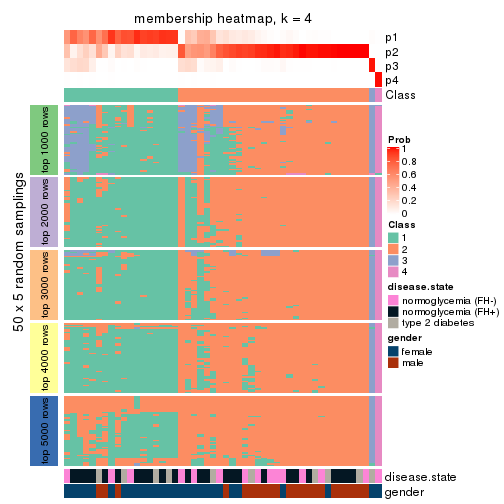 membership heatmap, k = 4
p1
p2
p3
p4
Class
50 x 5 random samplings
top 1000 rows
top 2000 rows
top 3000 rows
top 4000 rows
top 5000 rows
Prob
1
0.8
0.6
0.4
0.2
0
Class
1
2
3
4
disease.state
normoglycemia (FH-)
normoglycemia (FH+)
type 2 diabetes
gender
female
male
disease.state
gender